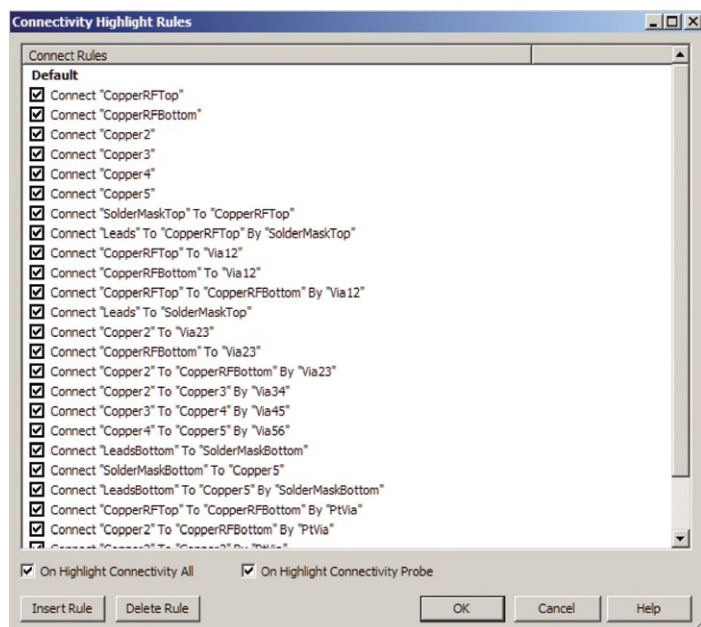 Connectivity Highlight Rules
Connect Rules
Default
Connect "CopperRFTop"
Connect "CopperRFBottom"
Connect "Copper2"
Connect "Copper3"
Connect "Copper4"
Connect "Copper5"
Connect "SolderMaskTop" To "CopperRFTop"
Connect "Leads" To "CopperRFTop" By "SolderMaskTop"
Connect "CopperRFTop" To "Via12"
Connect "CopperRFBottom" To "Via12"
Connect "CopperRFTop" To "CopperRFBottom" By "Via12"
Connect "Leads" To "SolderMaskTop"
Connect "Copper2" To "Via23"
Connect "CopperRFBottom" To "Via23"
Connect "Copper2" To "CopperRFBottom" By "Via23"
Connect "Copper2" To "Copper3" By "Via34"
Connect "Copper3" To "Copper4" By "Via45"
Connect "Copper4" To "Copper5" By "Via56"
Connect "LeadsBottom" To "SolderMaskBottom"
Connect "SolderMaskBottom" To "Copper5"
Connect "LeadsBottom" To "Copper5" By "SolderMaskBottom"
Connect "CopperRFTop" To "CopperRFBottom" By "PtVia"
Connect "Copper2" To "CopperRFBottom" By "PtVia"
On Highlight Connectivity All On Highlight Connectivity Probe
Insert Rule Delete Rule OK Cancel Help